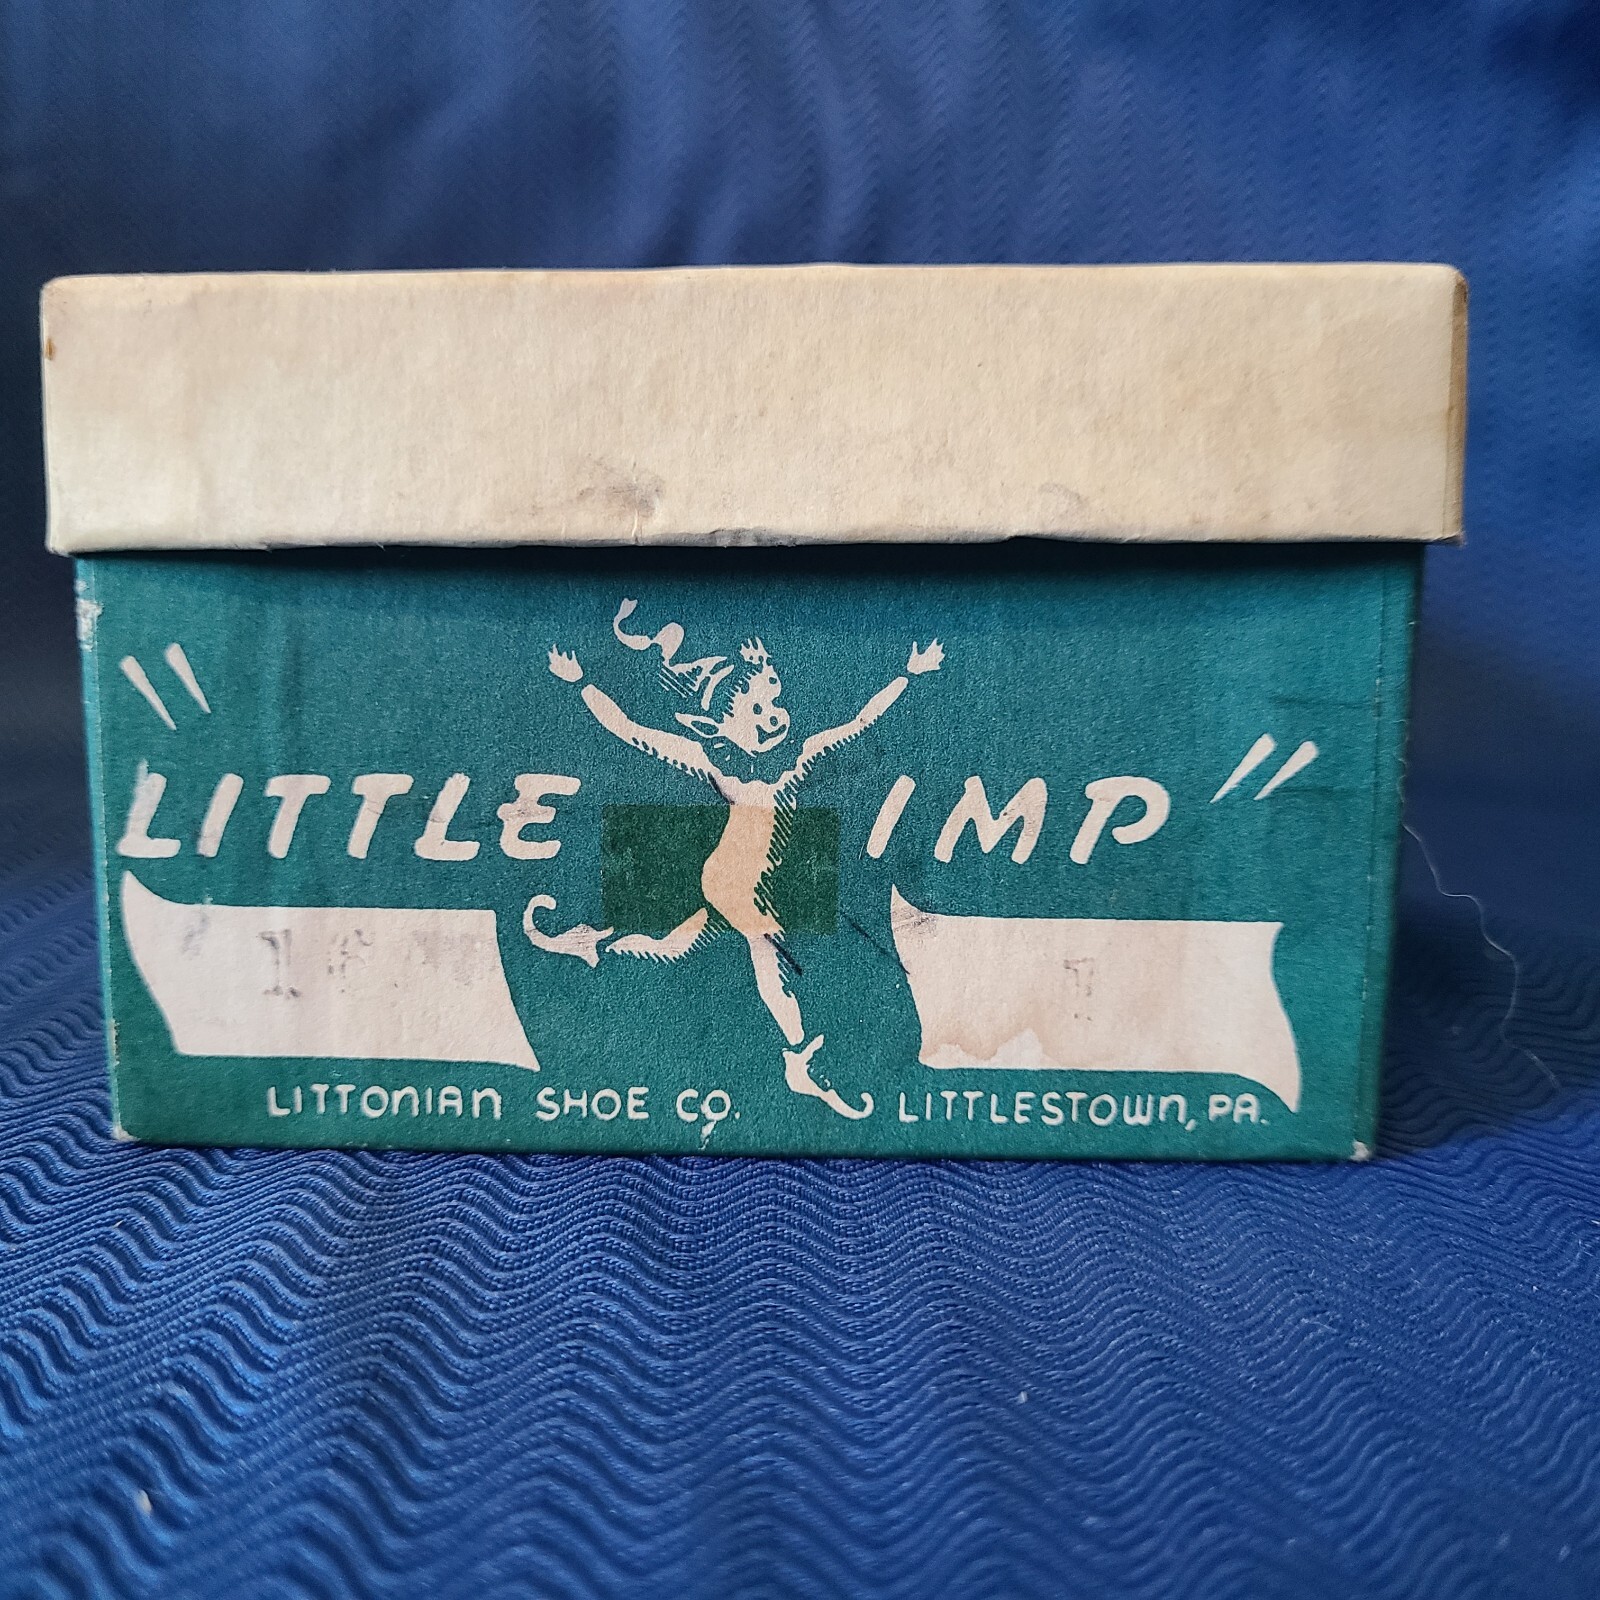 "LITTLE IMP"
LITTONIAN SHOE CO. LITTLESTOWN, PA.